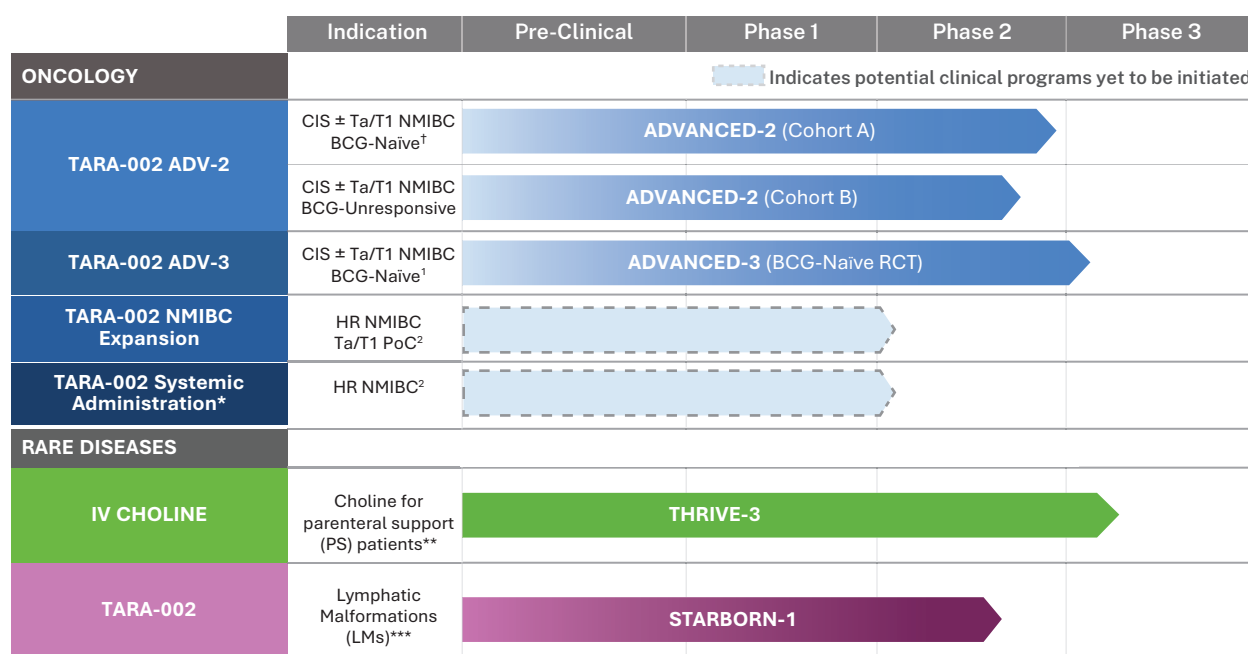 Indication Pre-Clinical Phase 1 Phase 2 Phase 3
ONCOLOGY
Indicates potential clinical programs yet to be initiated
TARA-002 ADV-2
CIS ± Ta/T1 NMIBC
BCG-Naïve†
ADVANCED-2 (Cohort A)
CIS ± Ta/T1 NMIBC
BCG-Unresponsive
ADVANCED-2 (Cohort B)
TARA-002 ADV-3
CIS ± Ta/T1 NMIBC
BCG-Naïve¹
ADVANCED-3 (BCG-Naïve RCT)
TARA-002 NMIBC
Expansion
HR NMIBC
Ta/T1 PoC²
TARA-002 Systemic
Administration*
HR NMIBC²
RARE DISEASES
IV CHOLINE
Choline for
parenteral support
(PS) patients**
THRIVE-3
TARA-002
Lymphatic
Malformations
(LMs)***
STARBORN-1